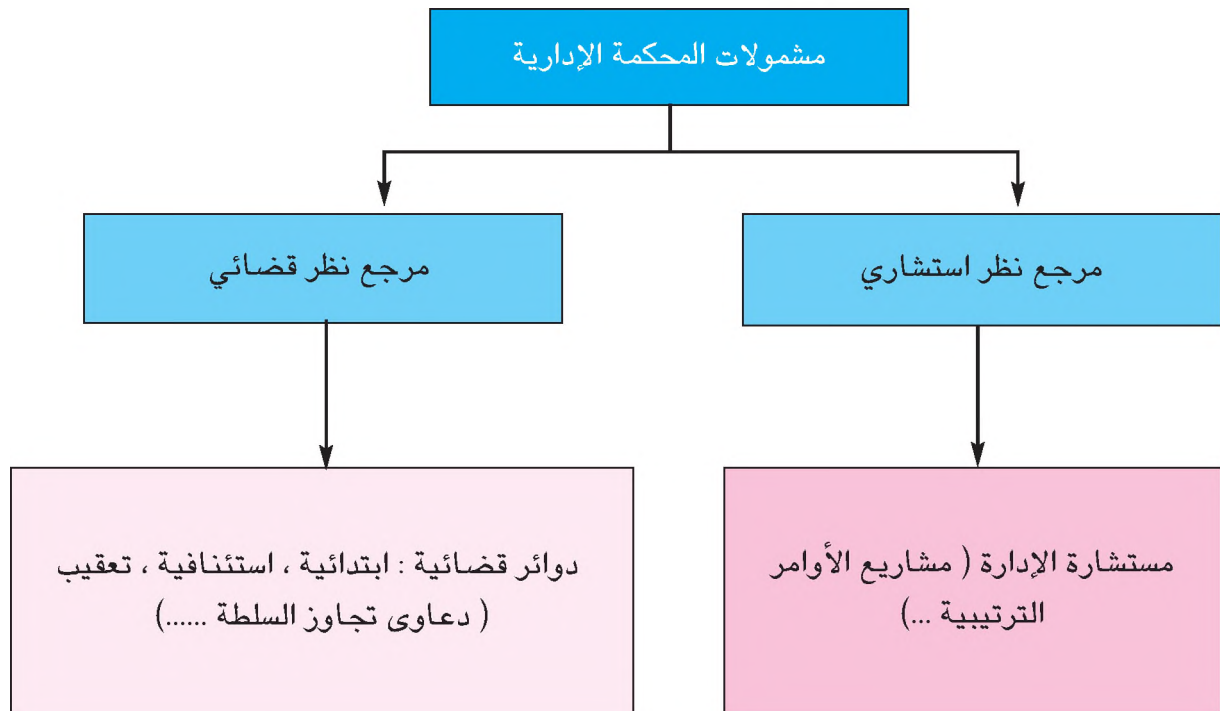 مشمولات المحكمة الإدارية
مرجع نظر استشاري
مرجع نظر قضائي
مستشارة الإدارة ( مشاريع الأوامر
الترتيبية ...)
دوائر قضائية : ابتدائية ، استئنافية ، تعقيب
( دعاوى تجاوز السلطة ......)